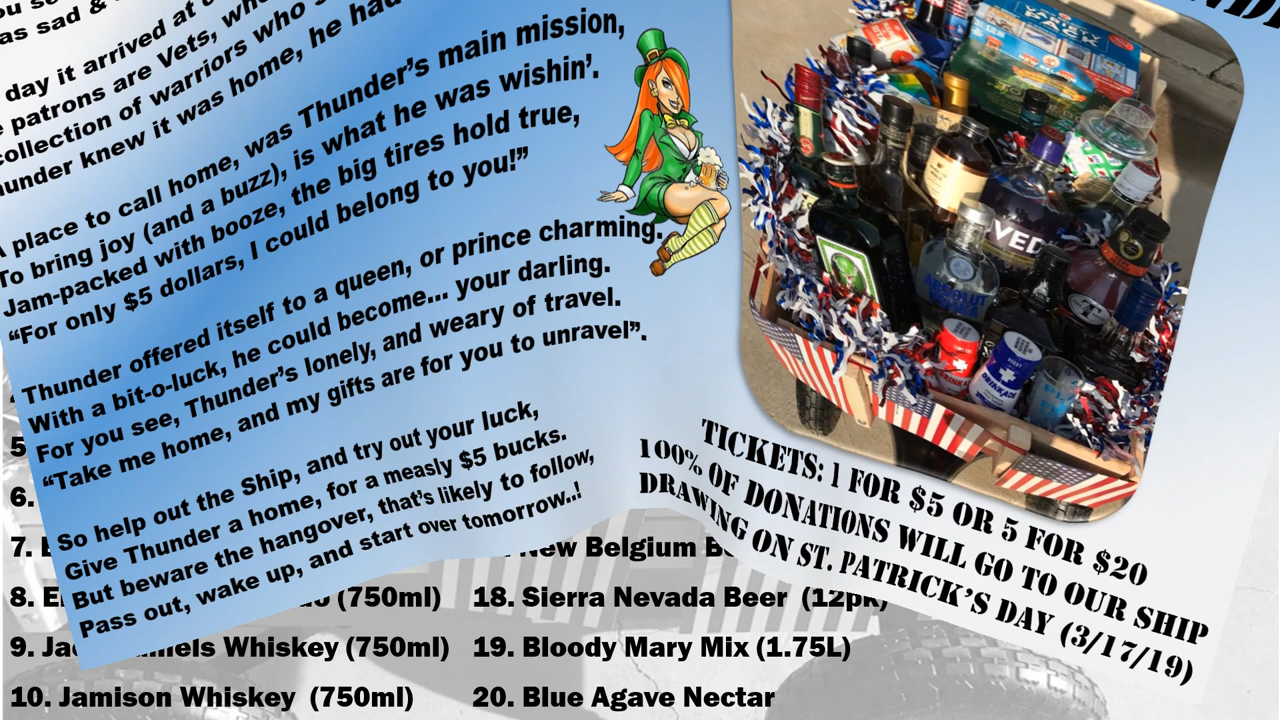 day it arrived at
patrons are Vets,
collection of warriors who
knew it was home, he had
place to call home, was Thunder’s main mission,
To bring joy (and a buzz), is what he was wishin’.
Jam-packed with booze, the big tires hold true,
“For only $5 dollars, I could belong to you!”
Thunder offered itself to a queen, or prince charming.
With a bit-o-luck, he could become... your darling.
For you see, Thunder’s lonely, and weary of travel.
“Take me home, and my gifts are for you to unravel”.
So help out the Ship, and try out your luck,
Give Thunder a home, for a measly $5 bucks.
But beware the hangover, that’s likely to follow,
Pass out, wake up, and start over tomorrow..!
ABSOLUT
TICKETS: 1 FOR $5 OR 5 FOR $20
100% OF DONATIONS WILL GO TO OUR SHIP
DRAWING ON ST. PATRICK’S DAY (3/17/19)
5
6.
7.
8. (750ml)
9. Whiskey (750ml)
10. Jamison Whiskey (750ml)
New Belgium
18. Sierra Nevada Beer (12pk)
19. Bloody Mary Mix (1.75L)
20. Blue Agave Nectar